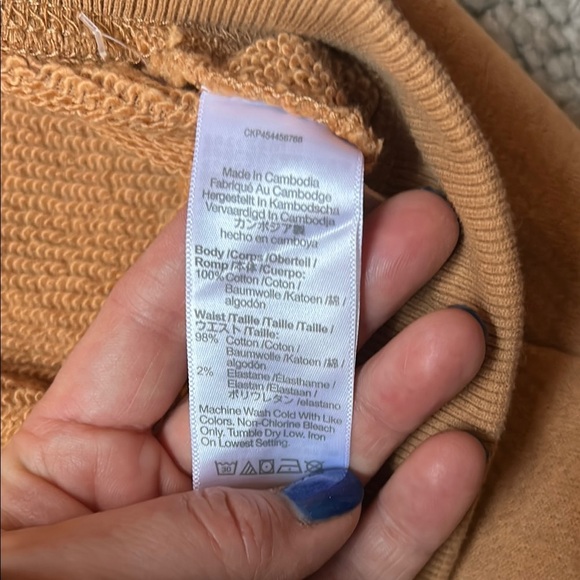 CKP454456768
Made in Cambodia
Fabriqué Au Cambodge
Hergestellt in Kambodscha
Vervaardigd In Cambodja
カンボジア製
hecho en camboya
Body /Corps /Obertell /
Romp /本体 /Cuerpo:
100% Cotton /Coton /
Baumwolle /Katoen /綿 /
algodón
Waist /Taille /Taille /Taille /
ウエスト /Talle:
98% Cotton /Coton /
Baumwolle /Katoen /綿 /
algodón
2% Elastane /Élasthanne /
Elastan /Elastaan /
ポリウレタン /elastano
Machine Wash Cold With Like
Colors. Non-Chlorine Bleach
Only. Tumble Dry Low. Iron
On Lowest Setting.